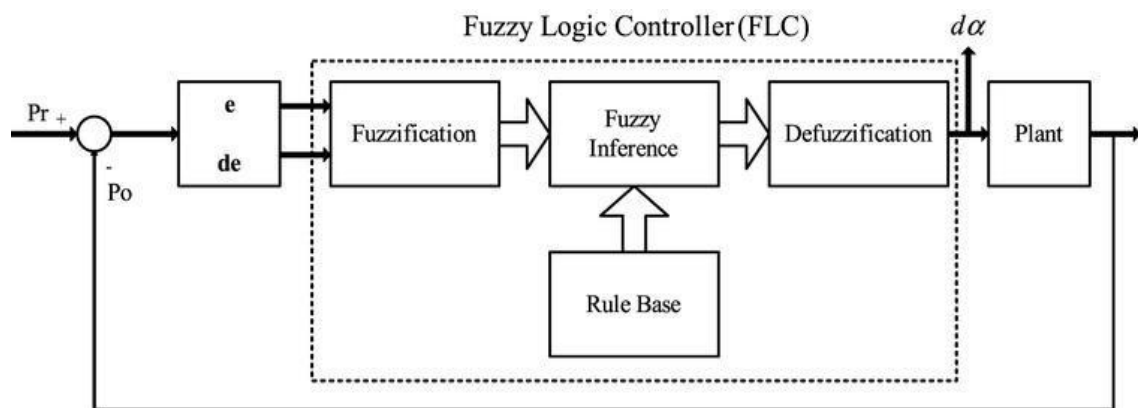 Fuzzy Logic Controller (FLC)
dα
Pr +
-
Po
e
de
Fuzzification
Fuzzy
Inference
Defuzzification
Plant
Rule Base